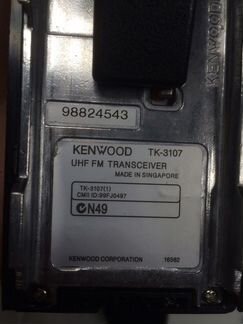 KENWOOD
98824543
KENWOOD TK-3107
UHF FM TRANSCEIVER
MADE IN SINGAPORE
TK-3107(1)
CMII ID:99FJ0497
N49
KENWOOD CORPORATION 16562